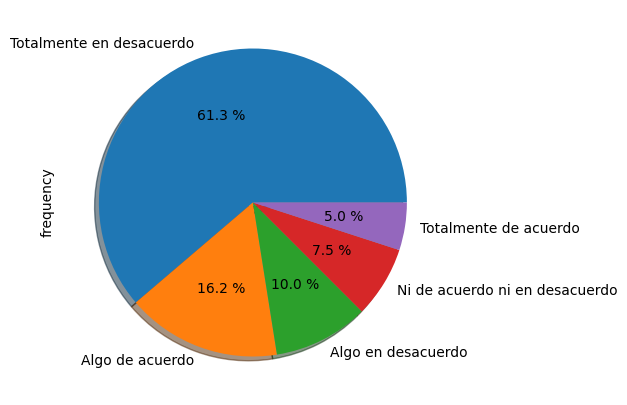 Totalmente en desacuerdo
61.3 %
frequency
5.0 %
Totalmente de acuerdo
7.5 %
16.2 %
10.0 %
Ni de acuerdo ni en desacuerdo
Algo en desacuerdo
Algo de acuerdo